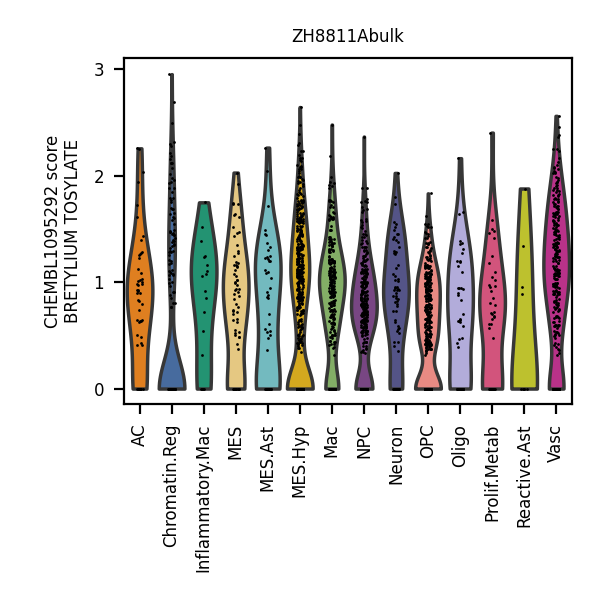 ZH8811Abulk
CHEMBL1095292 score
BRETYLIUM TOSYLATE
3
2
1
0
AC
Chromatin.Reg
Inflammatory.Mac
MES
MES.Ast
MES.Hyp
Mac
NPC
Neuron
OPC
Oligo
Prolif.Metab
Reactive.Ast
Vasc